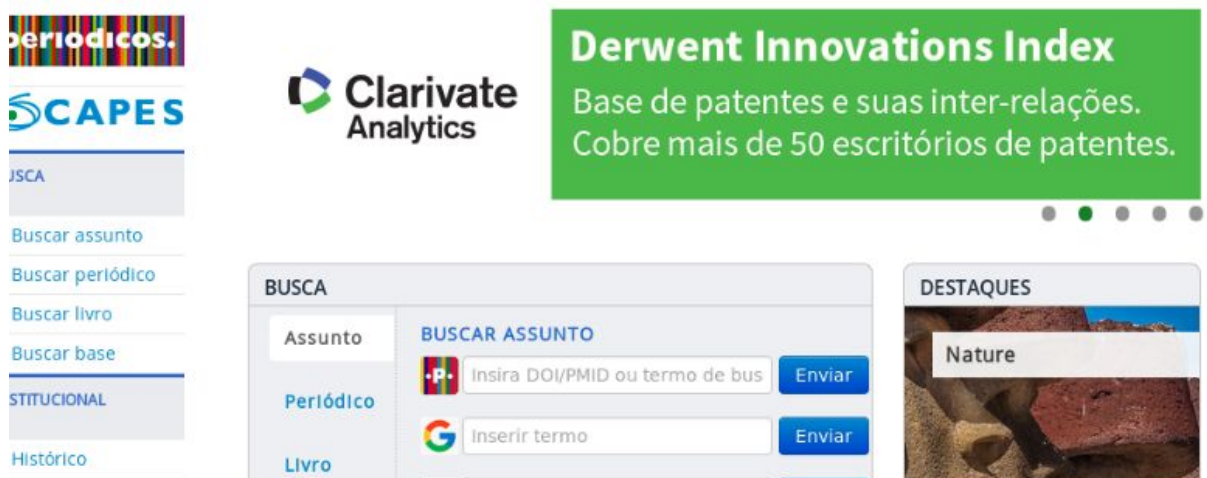 periodicos.
CAPES
Buscar assunto
Buscar periódico
Buscar livro
Buscar base
Histórico
Clarivate
Analytics
Derwent Innovations Index
Base de patentes e suas inter-relações.
Cobre mais de 50 escritórios de patentes.
BUSCA
Assunto
Periódico
Livro
BUSCAR ASSUNTO
·P·
Insira DOI/PMID ou termo de bus
Enviar
G
Inserir termo
Enviar
DESTAQUES
Nature